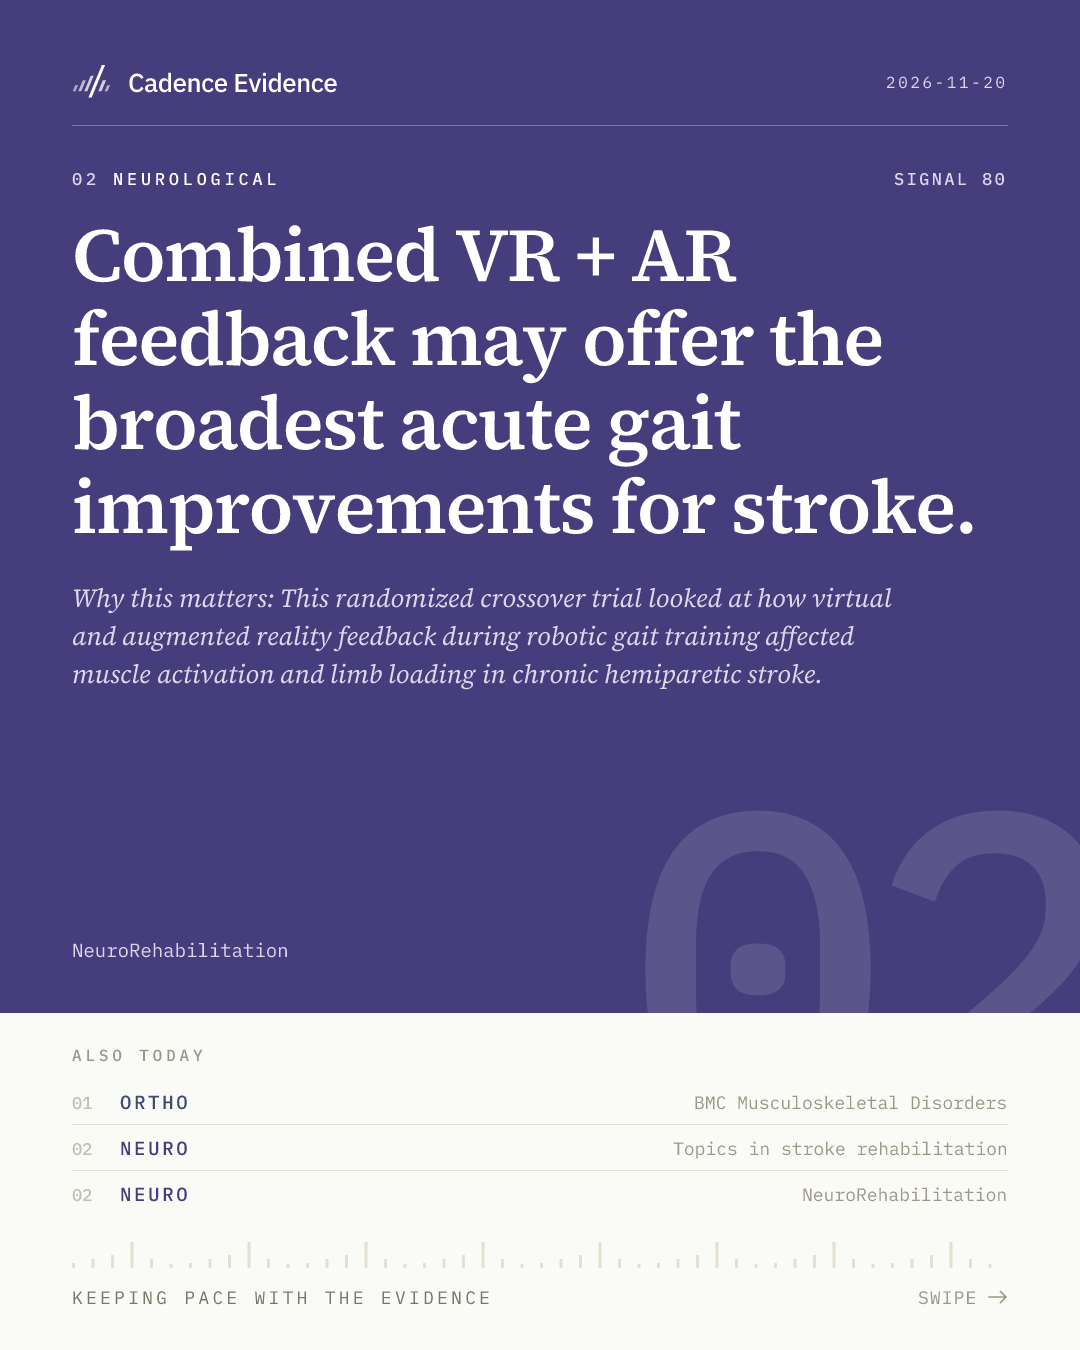 Cadence Evidence
2026-11-20
02 NEUROLOGICAL
SIGNAL 80
Combined VR + AR
feedback may offer the
broadest acute gait
improvements for stroke.
Why this matters: This randomized crossover trial looked at how virtual
and augmented reality feedback during robotic gait training affected
muscle activation and limb loading in chronic hemiparetic stroke.
02
NeuroRehabilitation
ALSO TODAY
01 ORTHO BMC Musculoskeletal Disorders
02 NEURO Topics in stroke rehabilitation
02 NEURO NeuroRehabilitation
KEEPING PACE WITH THE EVIDENCE
SWIPE →